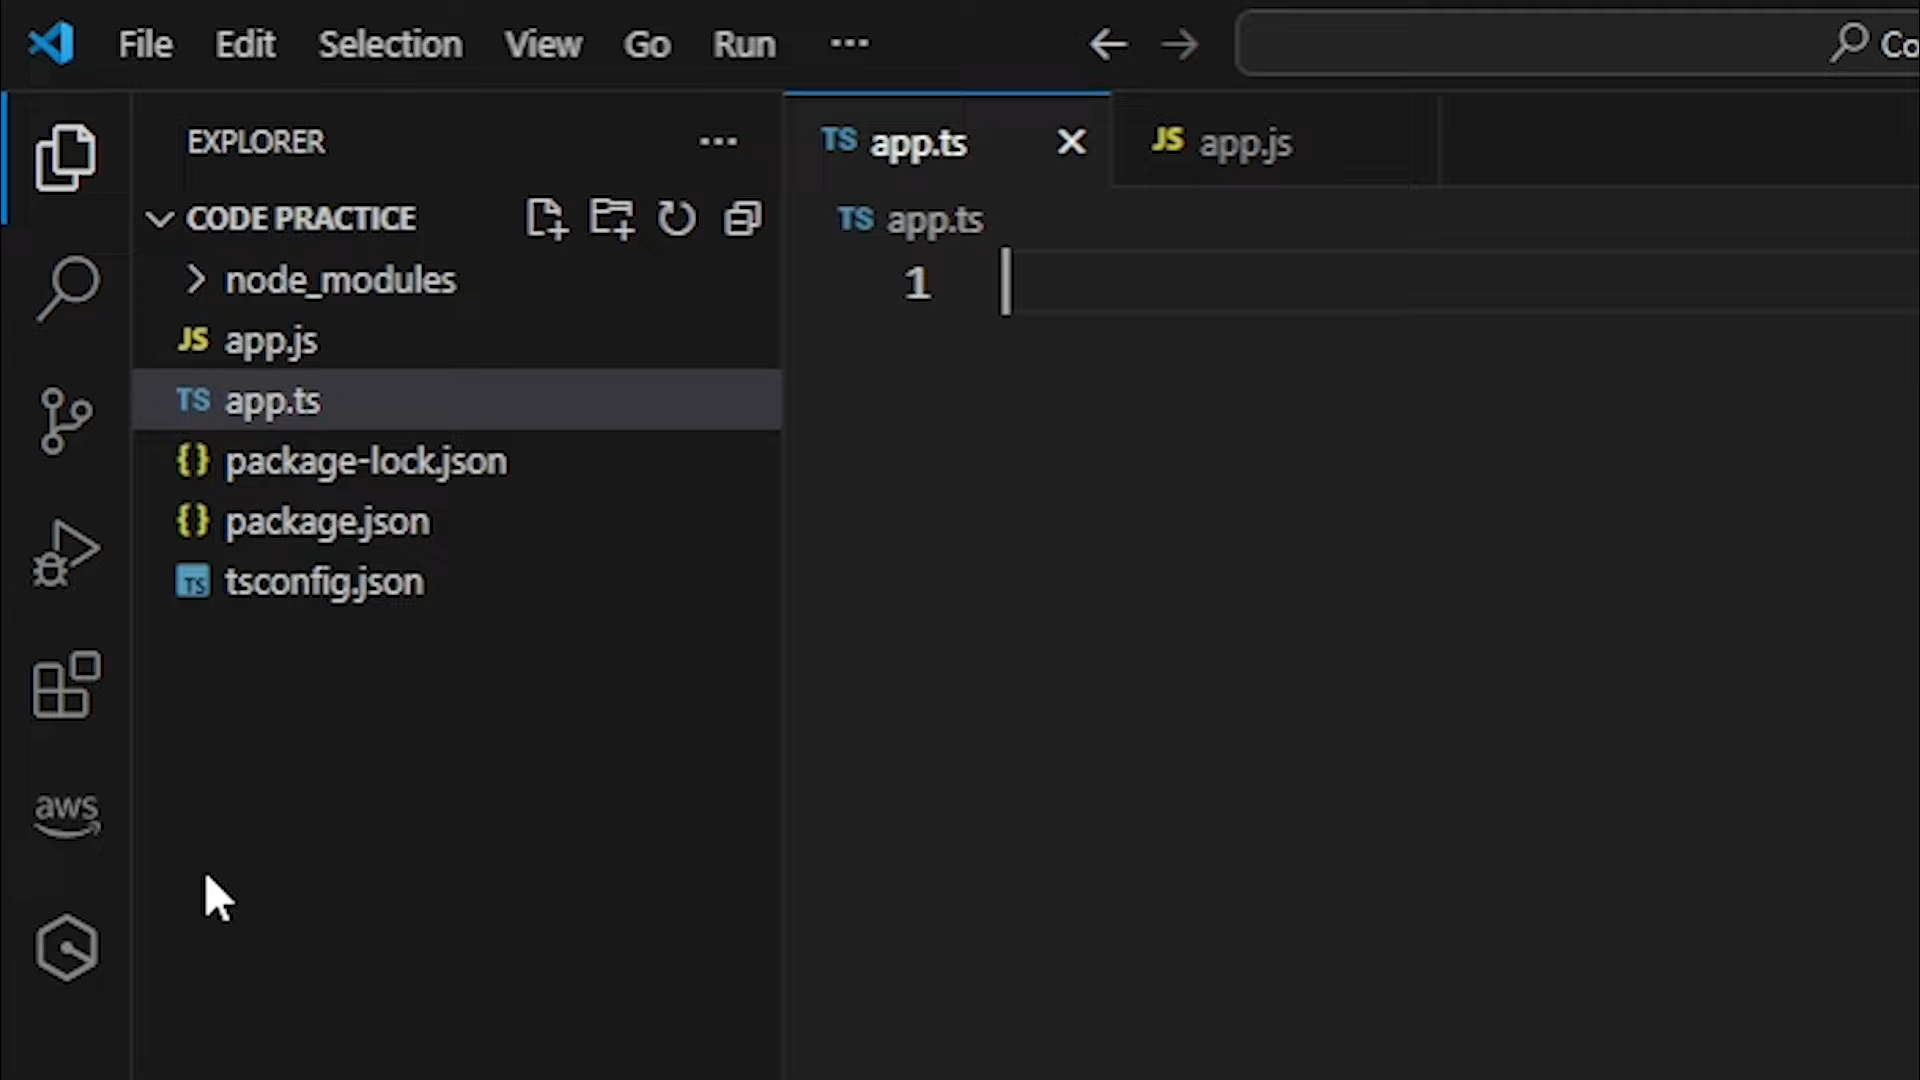 File Edit Selection View Go Run ··· Co
EXPLORER ···
TS app.ts
JS app.js
CODE PRACTICE
TS app.ts
node_modules
1
JS app.js
TS app.ts
{} package-lock.json
{} package.json
TS tsconfig.json
aws